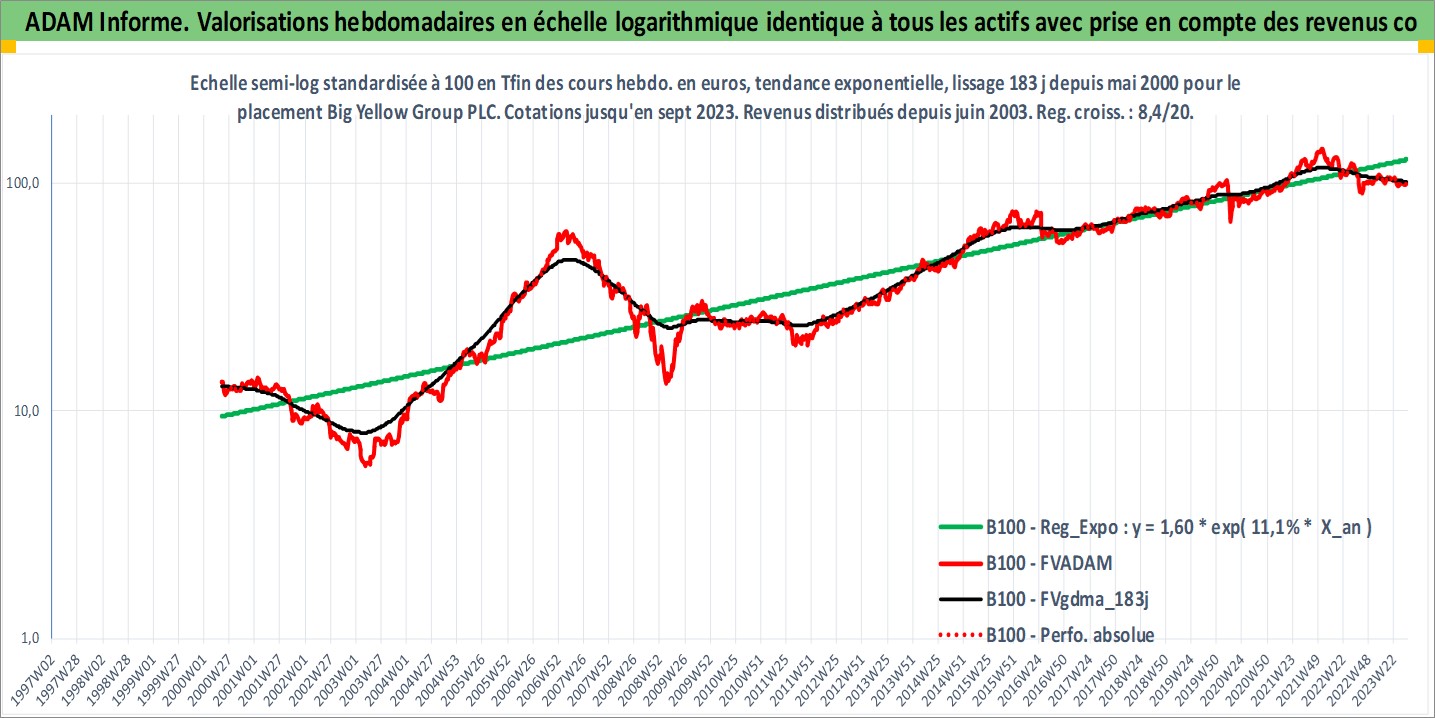 ADAM Informe. Valorisations hebdomadaires en échelle logarithmique identique à tous les actifs avec prise en compte des revenus co
Echelle semi-log standardisée à 100 en Tfin des cours hebdo. en euros, tendance exponentielle, lissage 183 j depuis mai 2000 pour le
placement Big Yellow Group PLC. Cotations jusqu'en sept 2023. Revenus distribués depuis juin 2003. Reg. croiss. : 8,4/20.
100,0
10,0
1,0
B100 - Reg_Expo : y = 1,60 * exp( 11,1% * X_an )
B100 - FVADAM
B100 - FVgdma_183j
B100 - Perfo. absolue
1997W02
1997W28
1998W02
1998W28
1999W01
1999W27
2000W01
2000W27
2001W01
2001W27
2002W01
2002W27
2003W01
2003W27
2004W01
2004W27
2004W53
2005W26
2005W52
2006W26
2006W52
2007W26
2007W52
2008W26
2008W52
2009W26
2009W52
2010W25
2010W51
2011W25
2011W51
2012W25
2012W51
2013W25
2013W51
2014W25
2014W51
2015W25
2015W51
2016W24
2016W50
2017W24
2017W50
2018W24
2018W50
2019W24
2019W50
2020W24
2020W50
2021W23
2021W49
2022W22
2022W48
2023W22